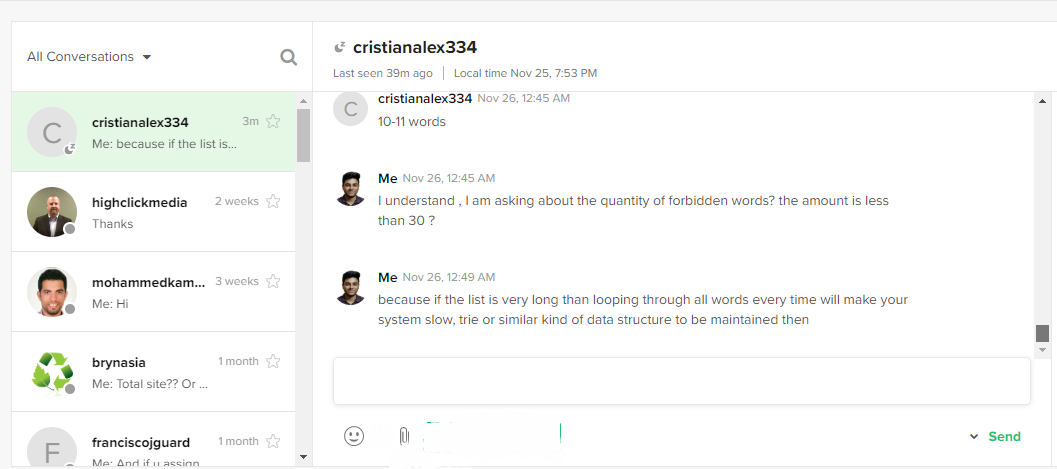 All Conversations
cristianalex334
3m
Me: because if the list is...
highclickmedia
2 weeks
Thanks
mohammedkam...
3 weeks
Me: Hi
brynasia
1 month
Me: Total site?? Or ...
franciscojguard
1 month
Me: And if u assign
cristianalex334
Last seen 39m ago
Local time Nov 25, 7:53 PM
cristianalex334 Nov 26, 12:45 AM
10-11 words
Me Nov 26, 12:45 AM
I understand , I am asking about the quantity of forbidden words? the amount is less
than 30 ?
Me Nov 26, 12:49 AM
because if the list is very long than looping through all words every time will make your
system slow, trie or similar kind of data structure to be maintained then
Send
C
C
F